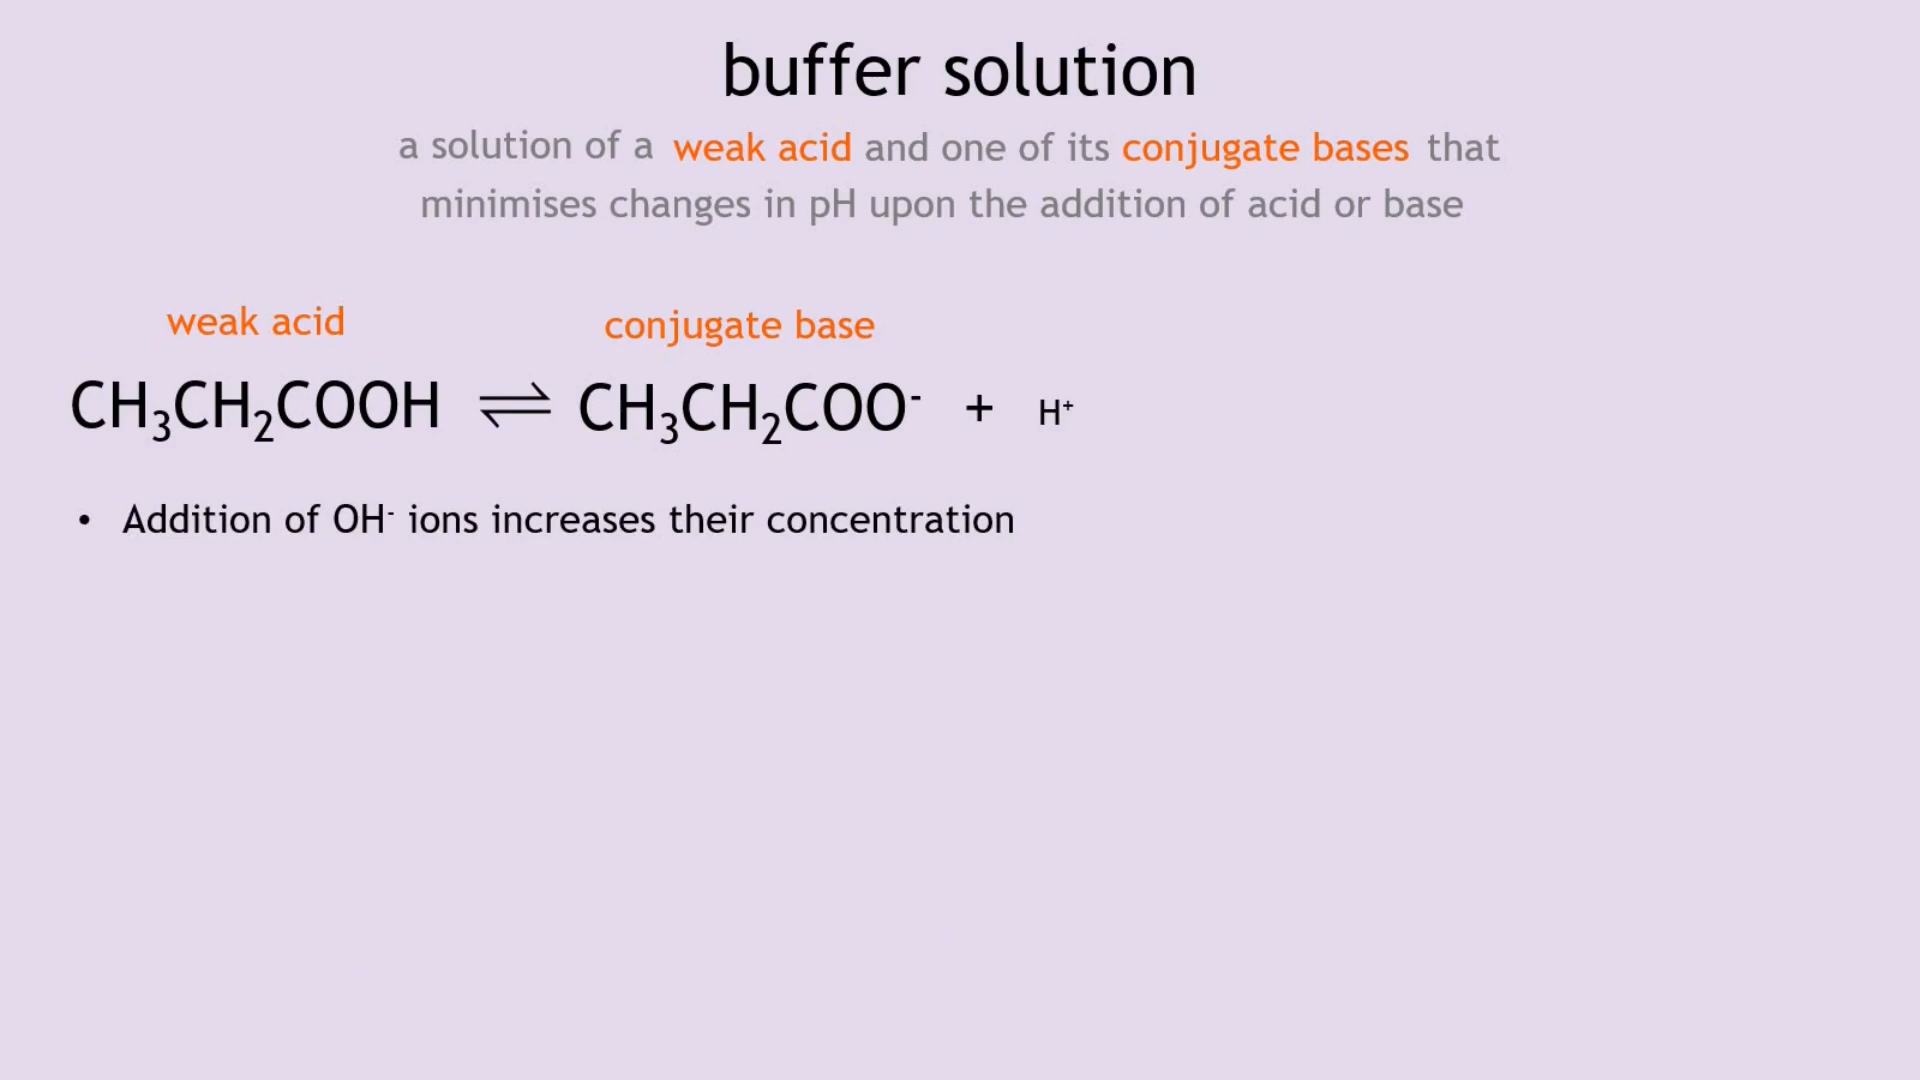 buffer solution
a solution of a weak acid and one of its conjugate bases that
minimises changes in pH upon the addition of acid or base
weak acid conjugate base
CH₃CH₂COOH ⇌ CH₃CH₂COO⁻ + H⁺
• Addition of OH⁻ ions increases their concentration